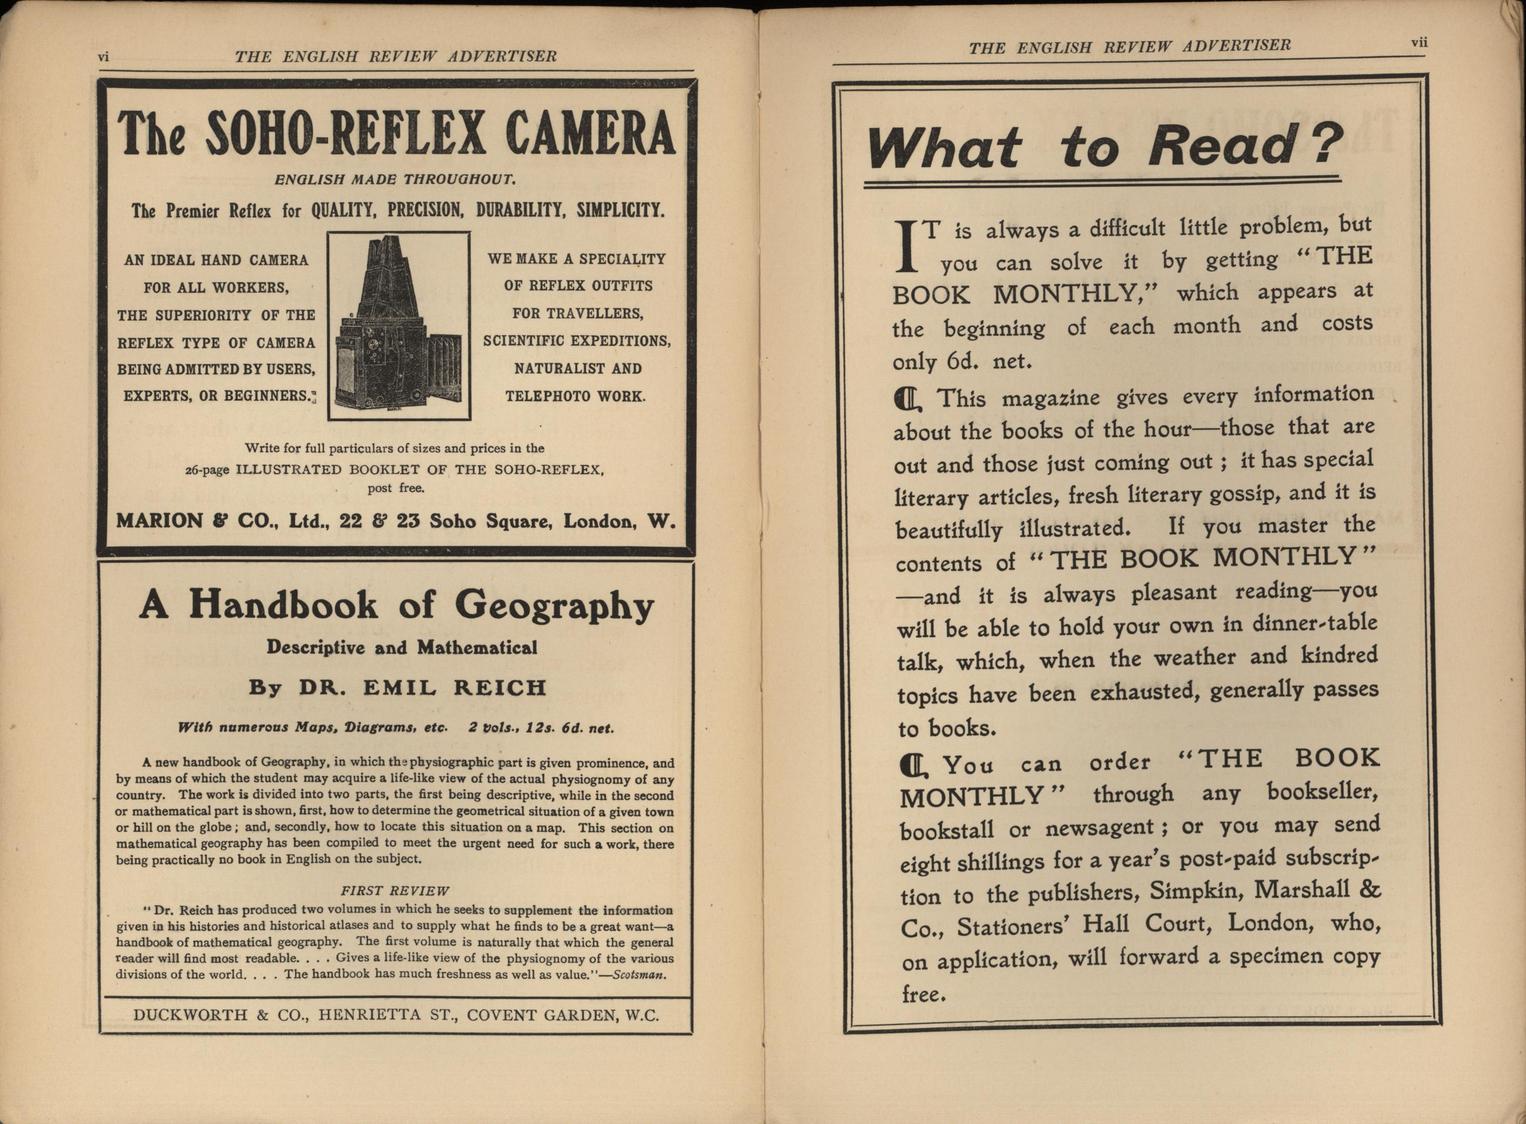 vi
THE ENGLISH REVIEW ADVERTISER
The SOHO-REFLEX CAMERA
ENGLISH MADE THROUGHOUT.
The Premier Reflex for QUALITY, PRECISION, DURABILITY, SIMPLICITY.
AN IDEAL HAND CAMERA
FOR ALL WORKERS,
THE SUPERIORITY OF THE
REFLEX TYPE OF CAMERA
BEING ADMITTED BY USERS,
EXPERTS, OR BEGINNERS.
WE MAKE A SPECIALITY
OF REFLEX OUTFITS
FOR TRAVELLERS,
SCIENTIFIC EXPEDITIONS,
NATURALIST AND
TELEPHOTO WORK.
Write for full particulars of sizes and prices in the
26-page ILLUSTRATED BOOKLET OF THE SOHO-REFLEX,
post free.
MARION & CO., Ltd., 22 & 23 Soho Square, London, W.
A Handbook of Geography
Descriptive and Mathematical
By DR. EMIL REICH
With numerous Maps, Diagrams, etc. 2 vols., 12s. 6d. net.
A new handbook of Geography, in which the physiographic part is given prominence, and
by means of which the student may acquire a life-like view of the actual physiognomy of any
country. The work is divided into two parts, the first being descriptive, while in the second
or mathematical part is shown, first, how to determine the geometrical situation of a given town
or hill on the globe; and, secondly, how to locate this situation on a map. This section on
mathematical geography has been compiled to meet the urgent need for such a work, there
being practically no book in English on the subject.
FIRST REVIEW
"Dr. Reich has produced two volumes in which he seeks to supplement the information
given in his histories and historical atlases and to supply what he finds to be a great want—a
handbook of mathematical geography. The first volume is naturally that which the general
reader will find most readable. . . . Gives a life-like view of the physiognomy of the various
divisions of the world. . . . The handbook has much freshness as well as value."—Scotsman.
DUCKWORTH & CO., HENRIETTA ST., COVENT GARDEN, W.C.
THE ENGLISH REVIEW ADVERTISER
vii
What to Read?
IT is always a difficult little problem, but
you can solve it by getting "THE
BOOK MONTHLY," which appears at
the beginning of each month and costs
only 6d. net.
¶ This magazine gives every information
about the books of the hour—those that are
out and those just coming out; it has special
literary articles, fresh literary gossip, and it is
beautifully illustrated. If you master the
contents of "THE BOOK MONTHLY"
—and it is always pleasant reading—you
will be able to hold your own in dinner-table
talk, which, when the weather and kindred
topics have been exhausted, generally passes
to books.
¶ You can order "THE BOOK
MONTHLY" through any bookseller,
bookstall or newsagent; or you may send
eight shillings for a year's post-paid subscrip-
tion to the publishers, Simpkin, Marshall &
Co., Stationers' Hall Court, London, who,
on application, will forward a specimen copy
free.